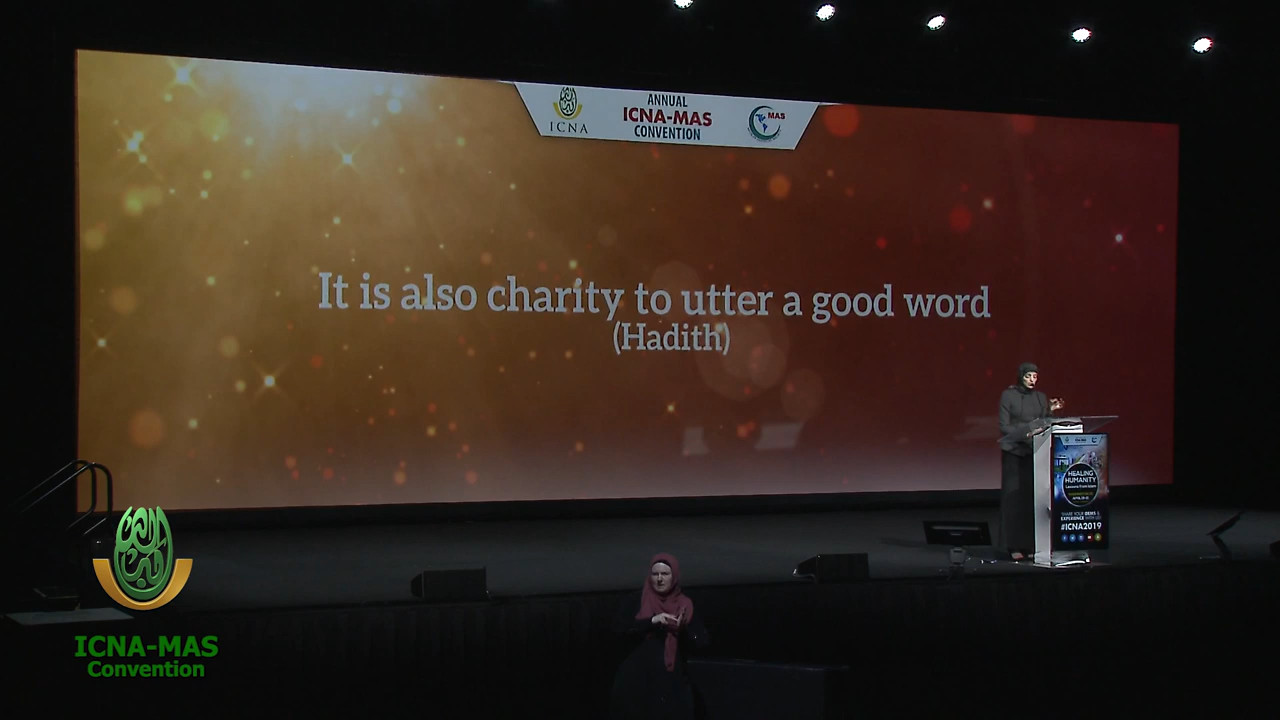 ICNA
ANNUAL
ICNA-MAS
CONVENTION
MAS
It is also charity to utter a good word
(Hadith)
HEALING
HUMANITY
#ICNA2019
ICNA-MAS
Convention